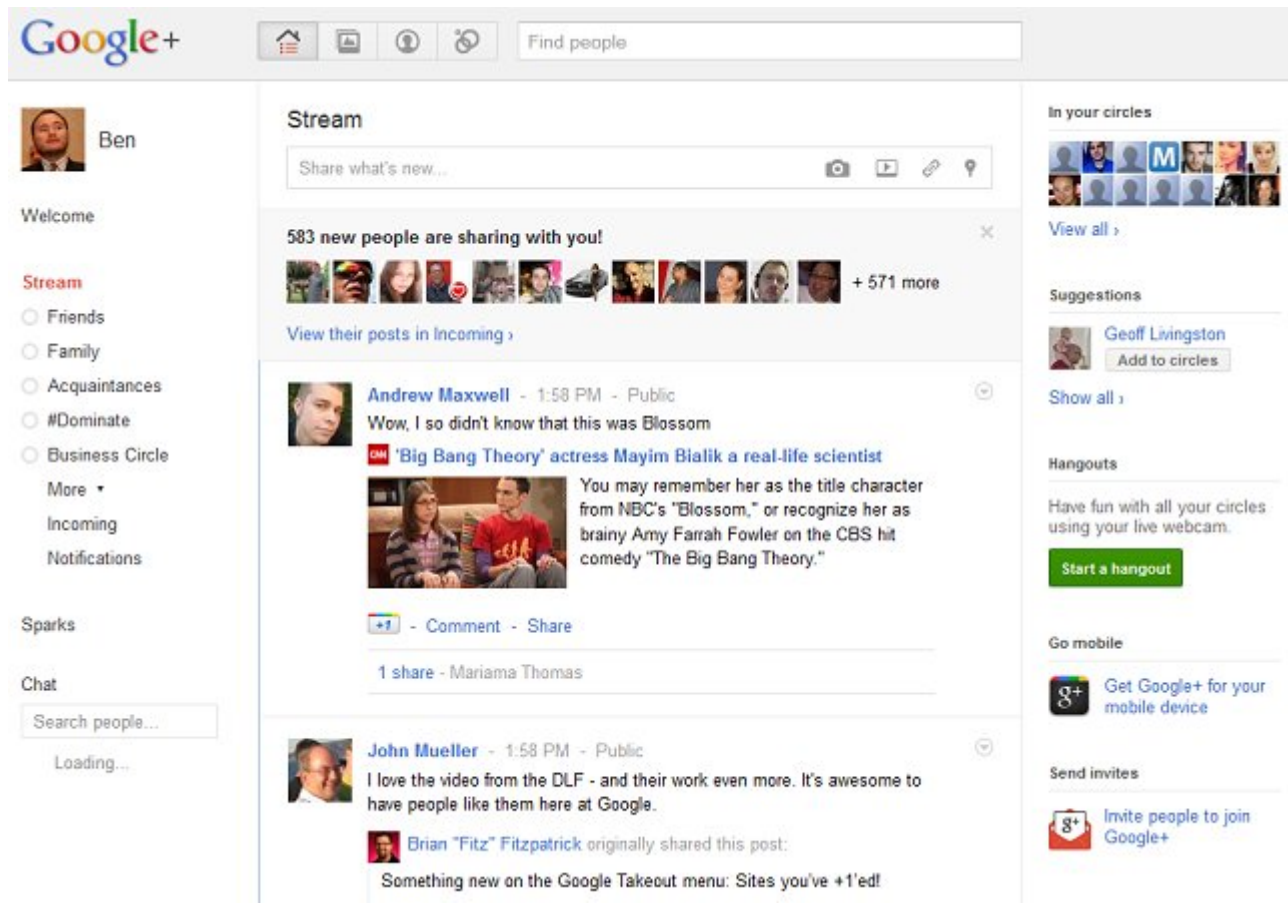 Google+
Find people
Ben
Welcome
Stream
Friends
Family
Acquaintances
#Dominate
Business Circle
More
Incoming
Notifications
Sparks
Chat
Search people...
Loading...
Stream
Share what's new...
583 new people are sharing with you!
+ 571 more
View their posts in Incoming ›
Andrew Maxwell - 1:58 PM - Public
Wow, I so didn't know that this was Blossom
CNN 'Big Bang Theory' actress Mayim Bialik a real-life scientist
You may remember her as the title character
from NBC's "Blossom," or recognize her as
brainy Amy Farrah Fowler on the CBS hit
comedy "The Big Bang Theory."
+1 - Comment - Share
1 share - Mariama Thomas
John Mueller - 1:58 PM - Public
I love the video from the DLF - and their work even more. It's awesome to
have people like them here at Google.
Brian "Fitz" Fitzpatrick originally shared this post:
Something new on the Google Takeout menu: Sites you've +1'ed!
In your circles
M
View all ›
Suggestions
Geoff Livingston
Add to circles
Show all ›
Hangouts
Have fun with all your circles
using your live webcam.
Start a hangout
Go mobile
g+
Get Google+ for your
mobile device
Send invites
g+
Invite people to join
Google+